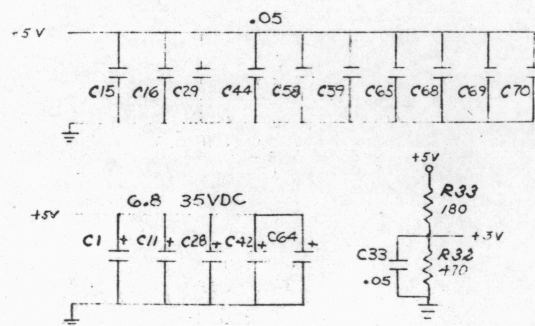 .05
+5V
C15 C16 C29 C44 C58 C59 C65 C68 C69 C70
6.8 35VDC
+5V
C1 + C11 + C28 + C42 + C64 +
+5V
R33
180
+3V
C33
.05
R32
470